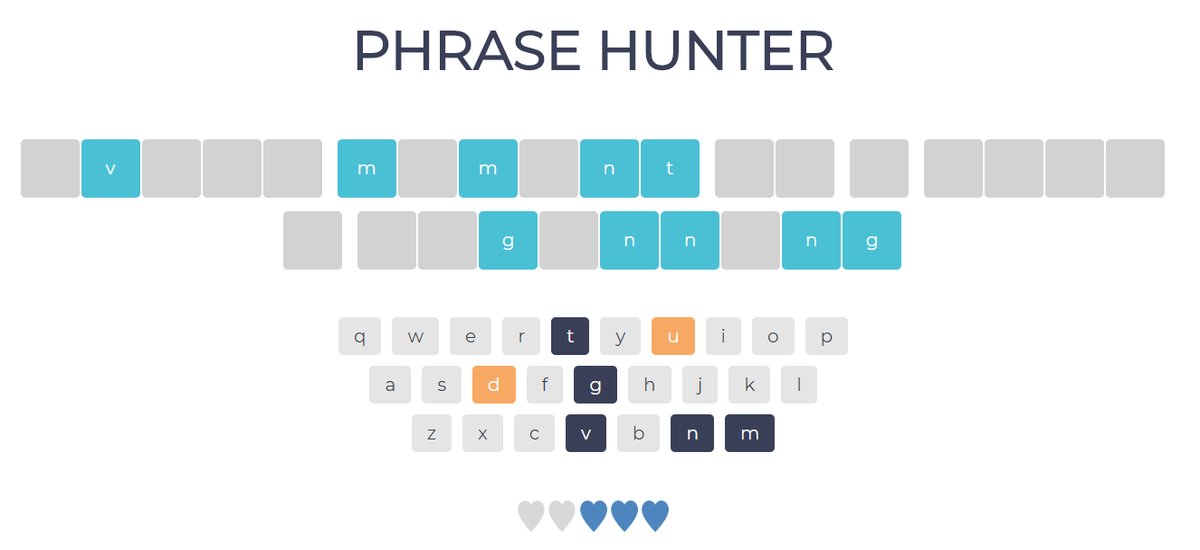 PHRASE HUNTER
v m m n t
g n n n g
q w e r t y u i o p
a s d f g h j k l
z x c v b n m